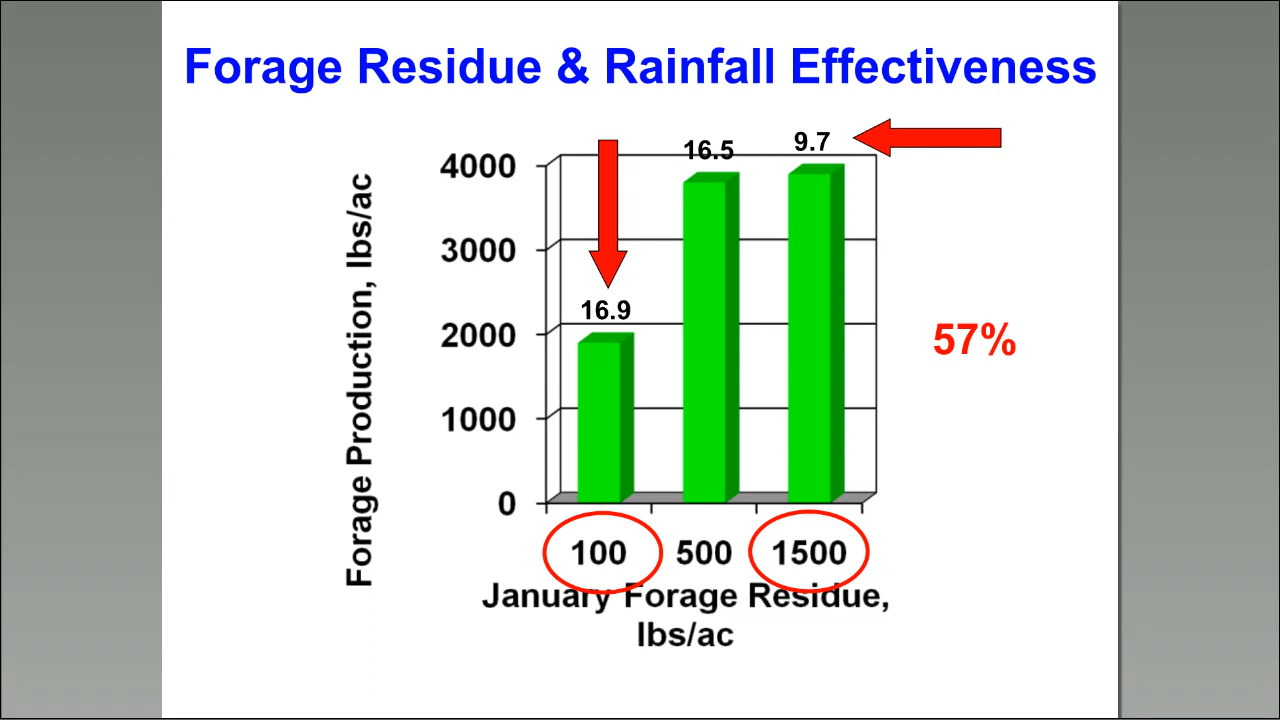 Forage Residue & Rainfall Effectiveness
9.7
16.5
4000
3000
16.9
2000
57%
1000
0
Forage Production, lbs/ac
100 500 1500
January Forage Residue,
lbs/ac